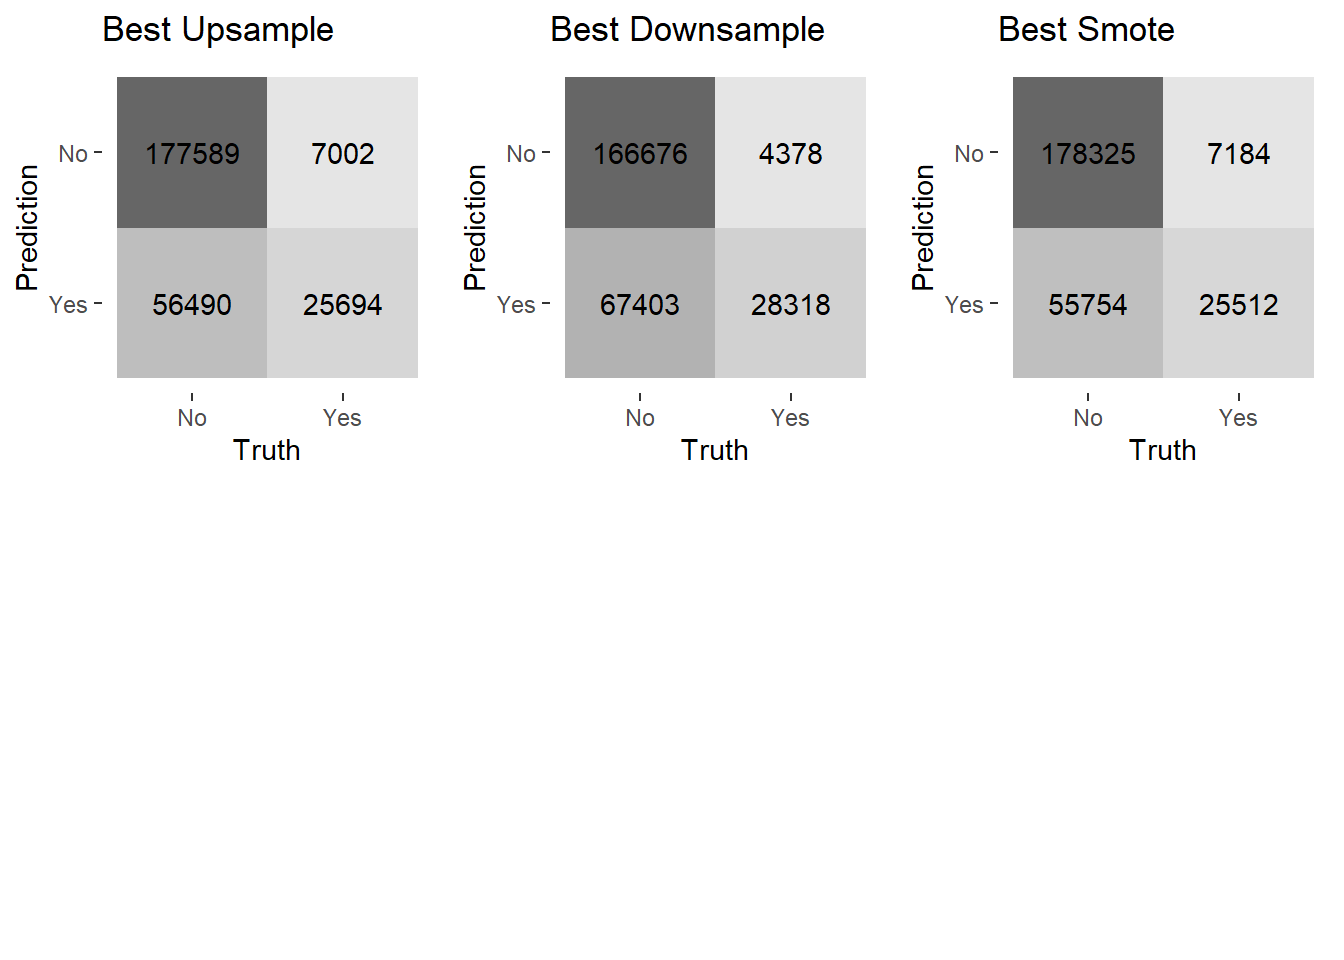 Best Upsample
Prediction
No
177589
7002
Yes
56490
25694
No
Yes
Truth
Best Downsample
Prediction
No
166676
4378
Yes
67403
28318
No
Yes
Truth
Best Smote
Prediction
No
178325
7184
Yes
55754
25512
No
Yes
Truth